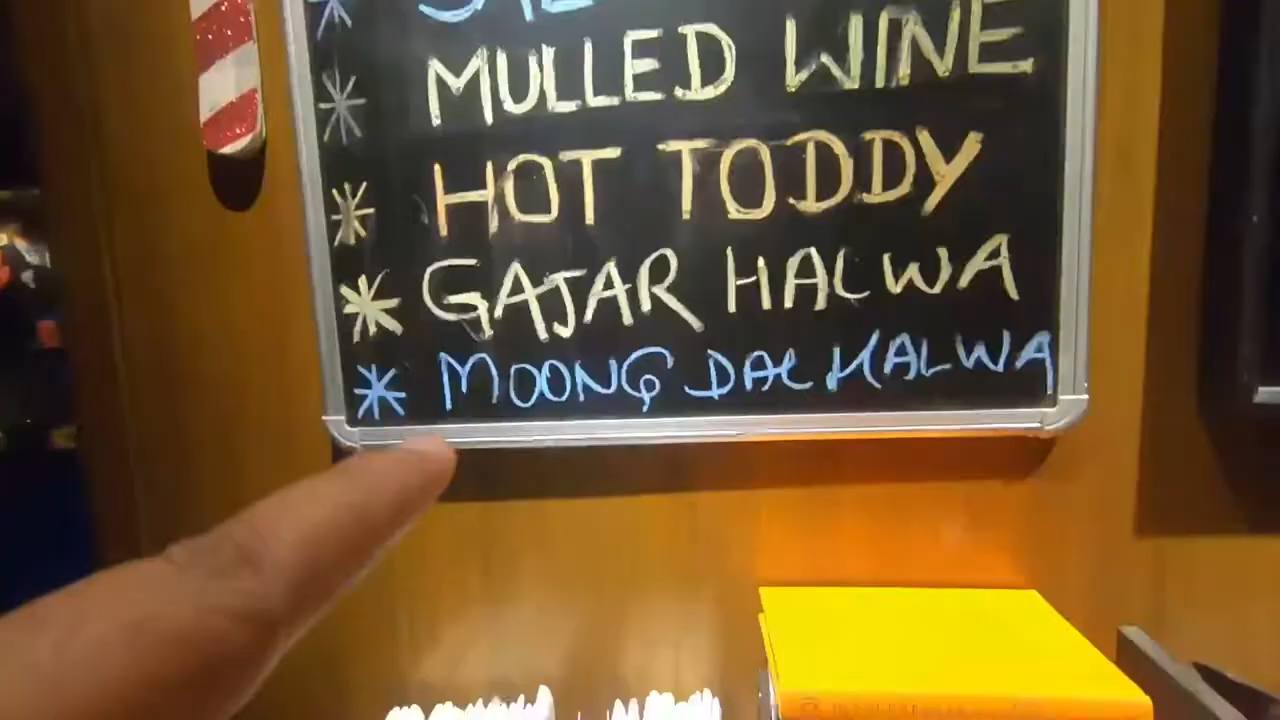 * MULLED WINE
* HOT TODDY
* GAJAR HALWA
* MOONG DAL HALWA